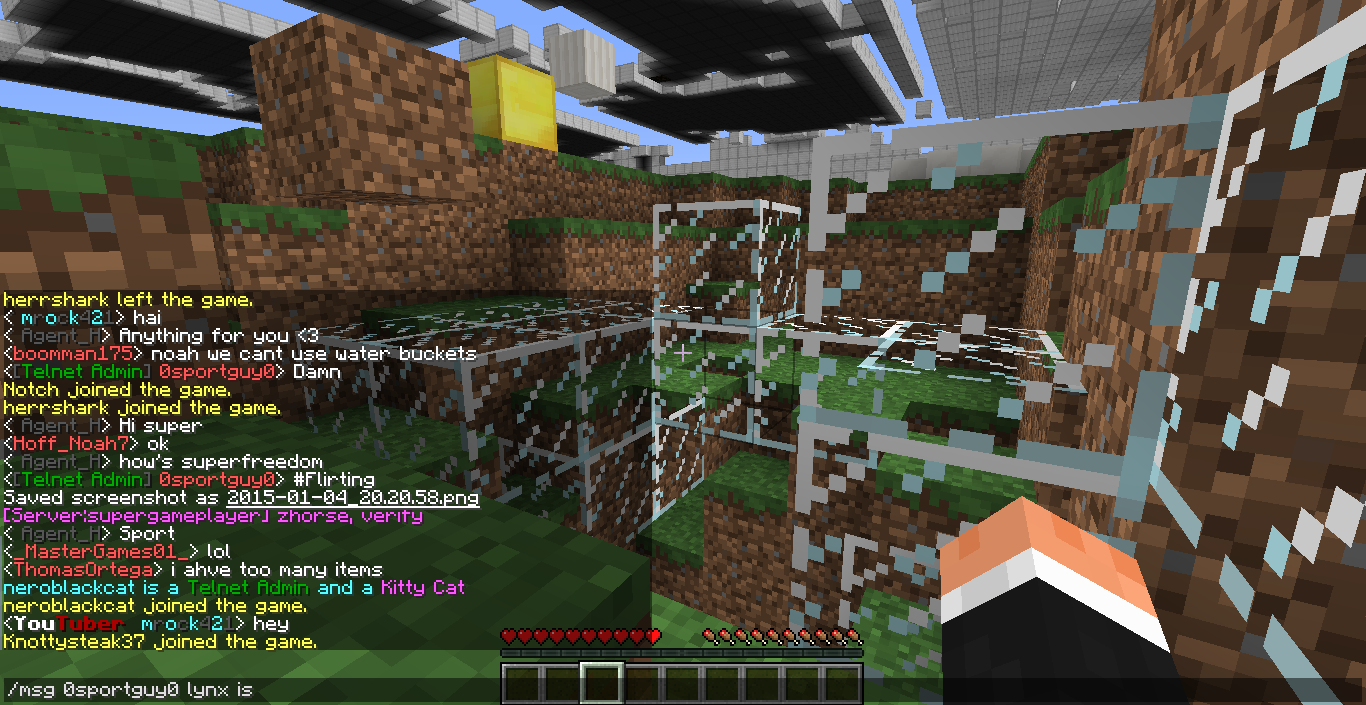 herrshark left the game.
< mrock421> hai
< Agent_H> Anything for you <3
<boomman175> noah we cant use water buckets
<[Telnet Admin] 0sportguy0> Damn
Notch joined the game.
herrshark joined the game.
< Agent_H> Hi super
<Hoff_Noah7> ok
< Agent_H> how's superfreedom
<[Telnet Admin] 0sportguy0> #Flirting
Saved screenshot as 2015-01-04_20.20.58.png
[Server:supergameplayer] zhorse, verify
< Agent_H> Sport
<_MasterGames01_> lol
<ThomasOrtega> i ahve too many items
neroblackcat is a Telnet Admin and a Kitty Cat
neroblackcat joined the game.
<YouTuber mrock421> hey
Knottysteak37 joined the game.
/msg 0sportguy0 lynx is